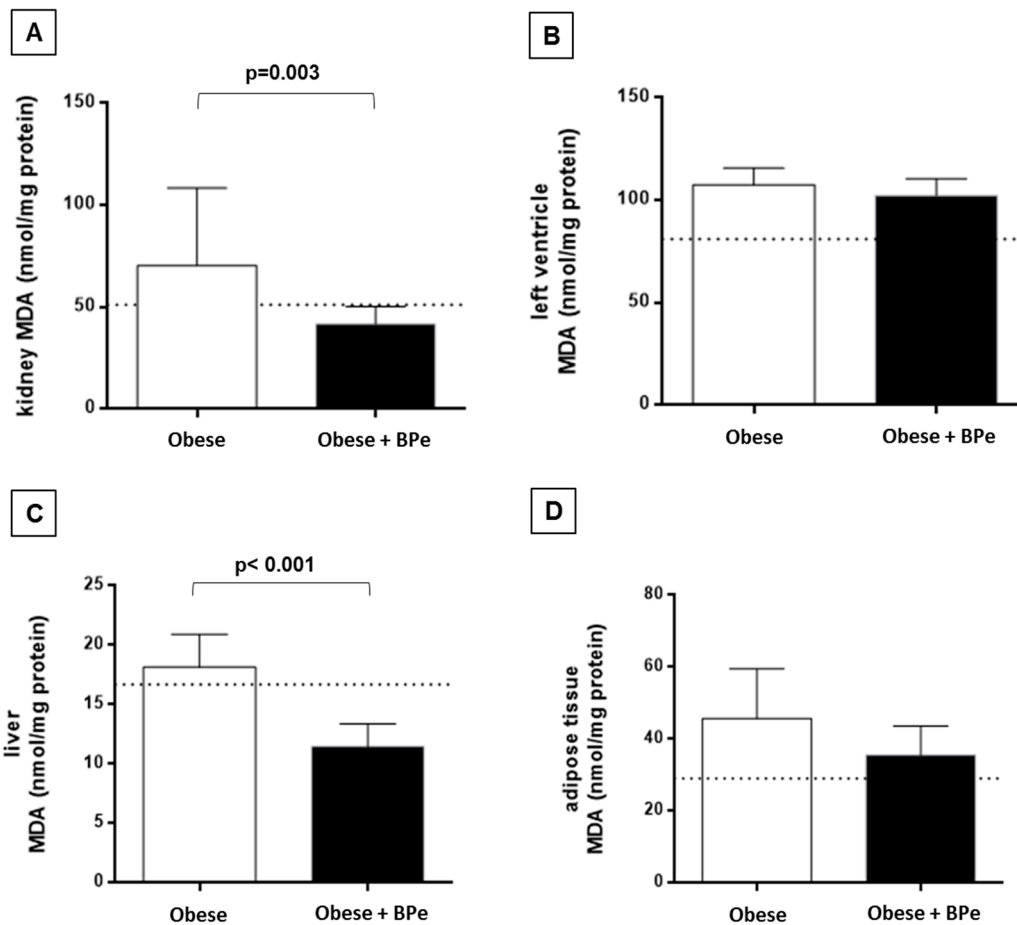 A
p=0.003
kidney MDA (nmol/mg protein)
150
100
50
0
Obese
Obese + BPe
B
left ventricle
MDA (nmol/mg protein)
150
100
50
0
Obese
Obese + BPe
C
p< 0.001
liver
MDA (nmol/mg protein)
25
20
15
10
5
0
Obese
Obese + BPe
D
adipose tissue
MDA (nmol/mg protein)
80
60
40
20
0
Obese
Obese + BPe